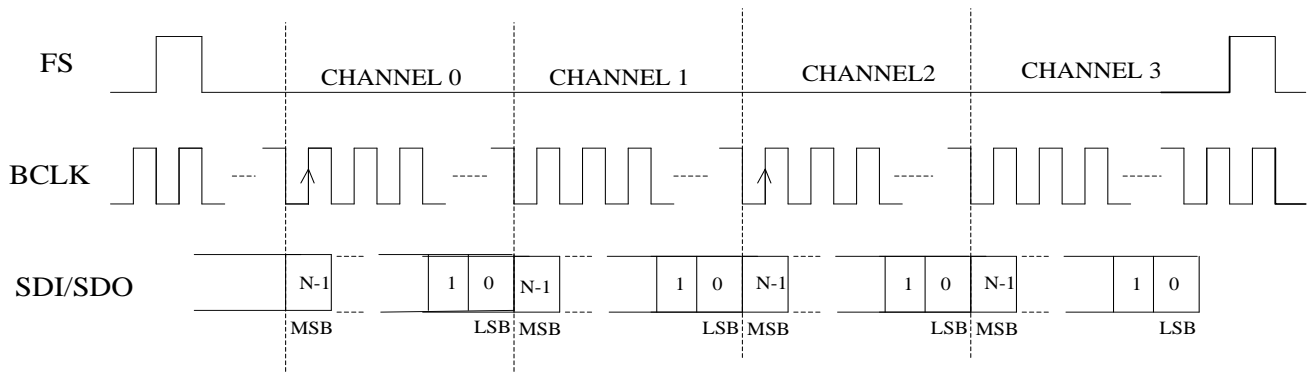 FS
CHANNEL 0 CHANNEL 1 CHANNEL2 CHANNEL 3
BCLK
SDI/SDO
N-1 1 0 N-1 1 0 N-1 1 0 N-1 1 0
MSB LSB MSB LSB MSB LSB MSB LSB